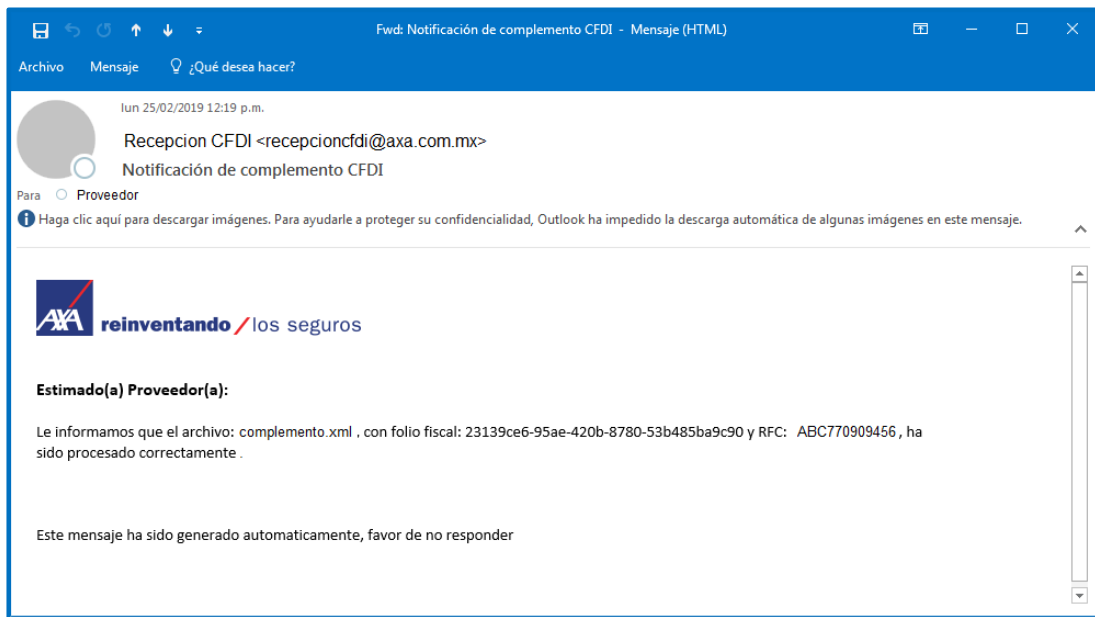 Fwd: Notificación de complemento CFDI - Mensaje (HTML)
Archivo Mensaje ¿Qué desea hacer?
lun 25/02/2019 12:19 p.m.
Recepcion CFDI <recepcioncfdi@axa.com.mx>
Notificación de complemento CFDI
Para Proveedor
Haga clic aquí para descargar imágenes. Para ayudarle a proteger su confidencialidad, Outlook ha impedido la descarga automática de algunas imágenes en este mensaje.
AXA reinventando / los seguros
Estimado(a) Proveedor(a):
Le informamos que el archivo: complemento.xml , con folio fiscal: 23139ce6-95ae-420b-8780-53b485ba9c90 y RFC: ABC770909456 , ha
sido procesado correctamente .
Este mensaje ha sido generado automaticamente, favor de no responder